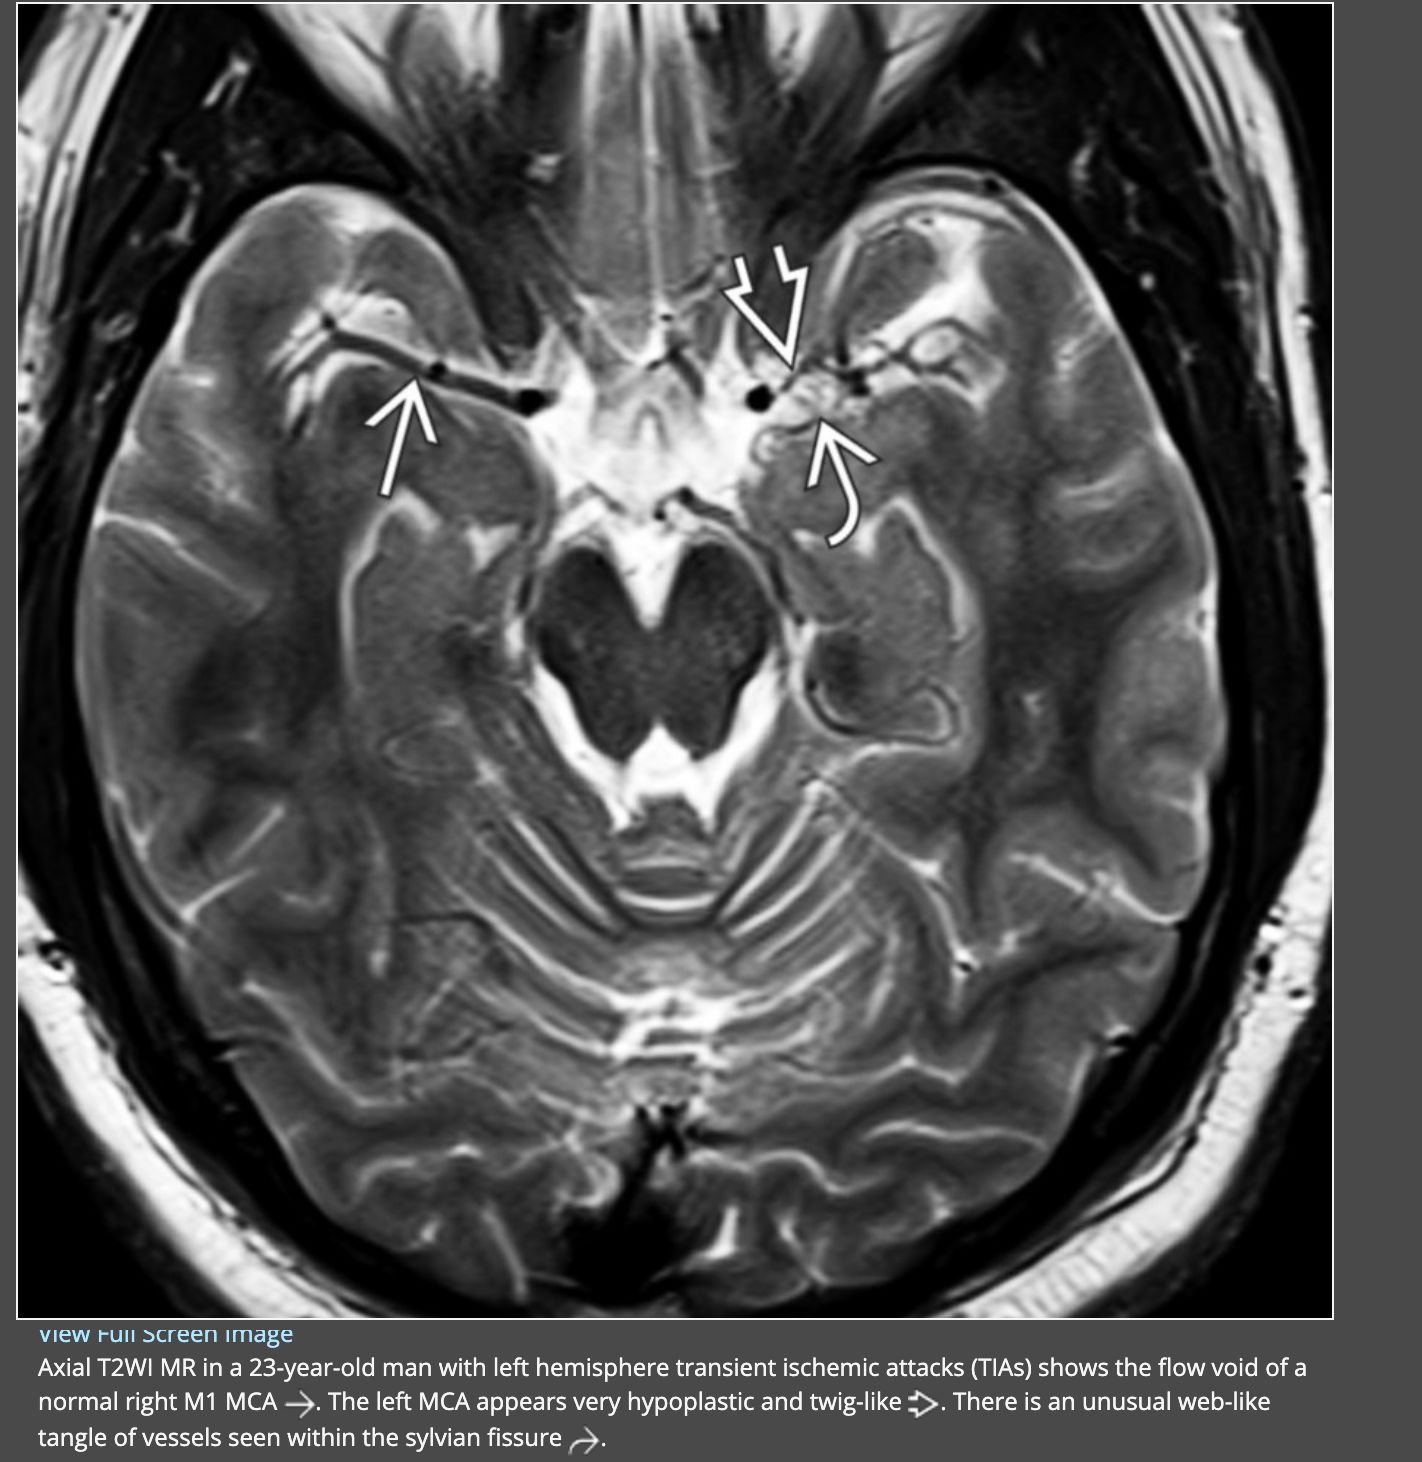 View Full Screen Image
Axial T2WI MR in a 23-year-old man with left hemisphere transient ischemic attacks (TIAs) shows the flow void of a
normal right M1 MCA . The left MCA appears very hypoplastic and twig-like . There is an unusual web-like
tangle of vessels seen within the sylvian fissure .